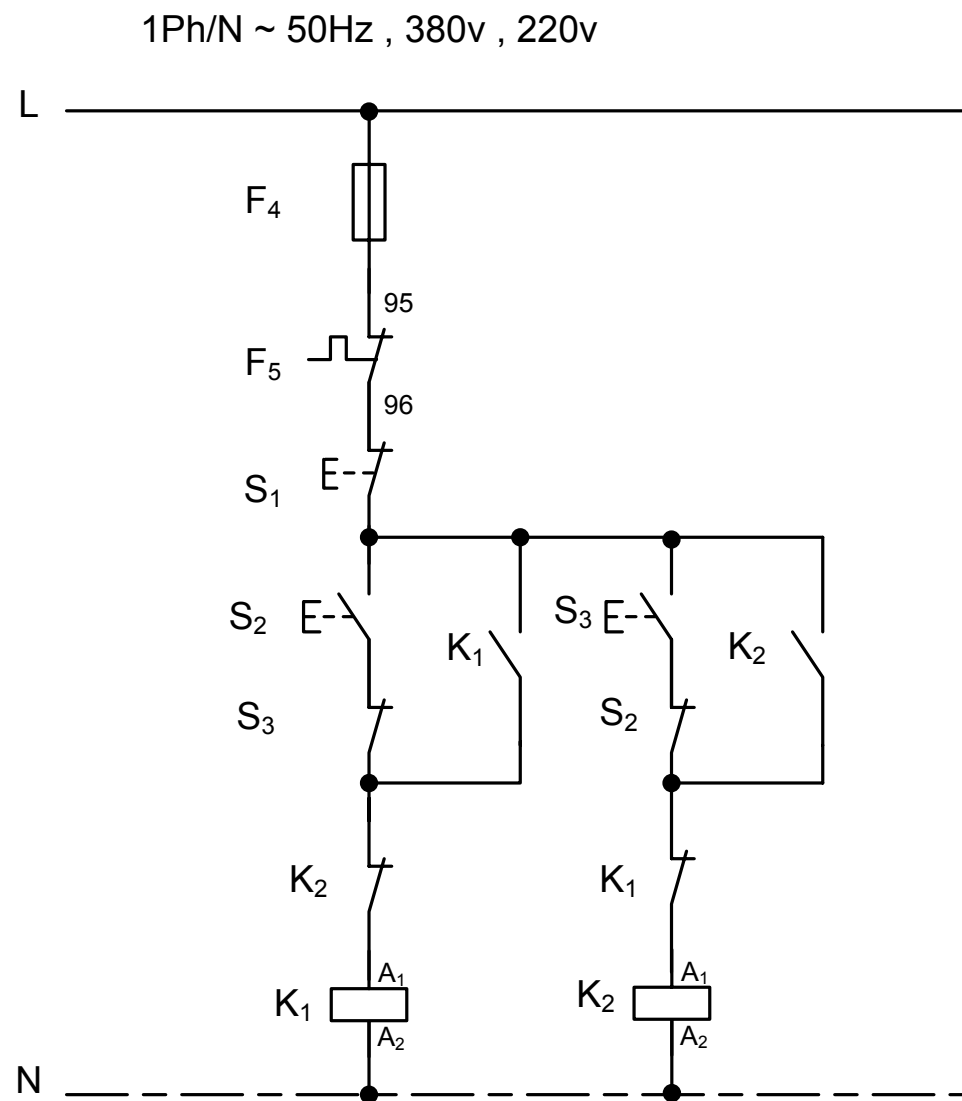 1Ph/N ~ 50Hz , 380v , 220v
L
F4
95
F5
96
S1
S2
K1
S3
K2
S3
S2
K2
K1
K1
A1
A2
K2
A1
A2
N